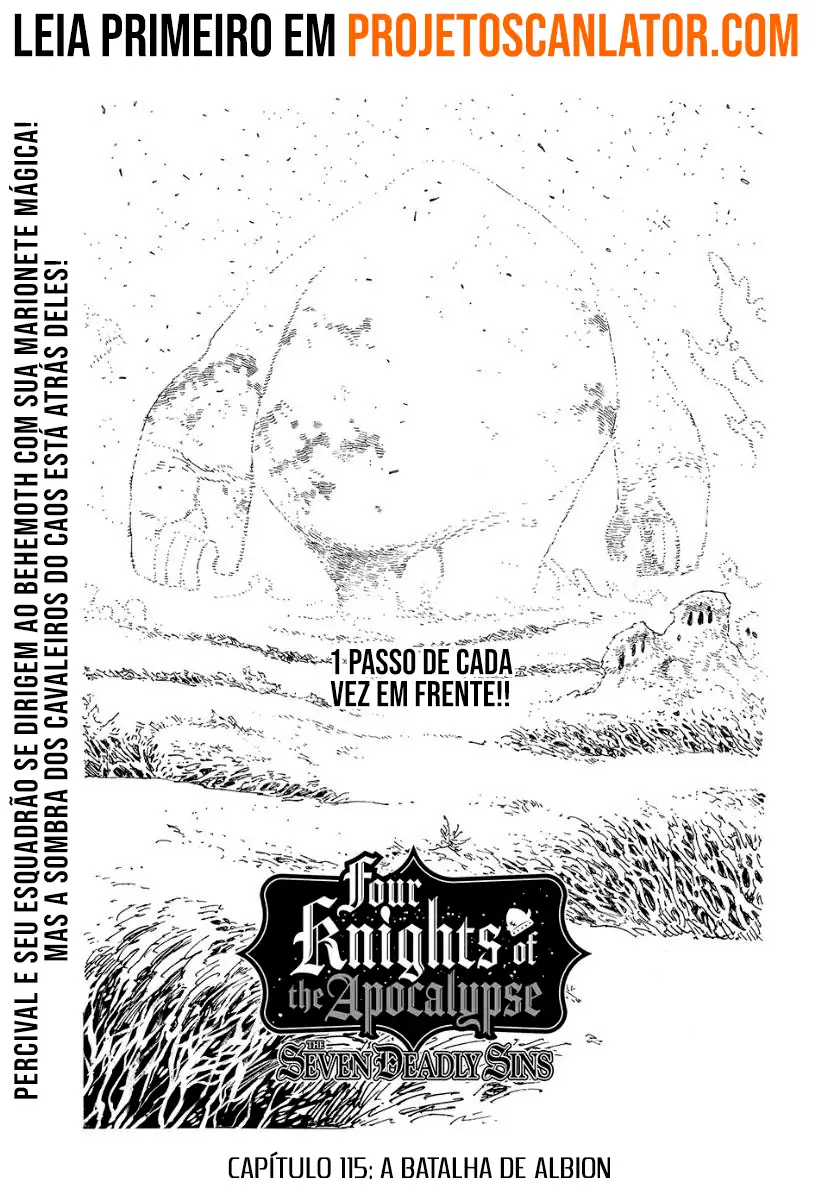 LEIA PRIMEIRO EM PROJETOSCANLATOR.COM
PERCIVAL E SEU ESQUADRÃO SE DIRIGEM AO BEHEMOTH COM SUA MARIONETE MÁGICA!
MAS A SOMBRA DOS CAVALEIROS DO CAOS ESTÁ ATRÁS DELES!
1 PASSO DE CADA
VEZ EM FRENTE!!
Four
Knights of
the Apocalypse
THE
SEVEN DEADLY SINS
CAPÍTULO 115: A BATALHA DE ALBION